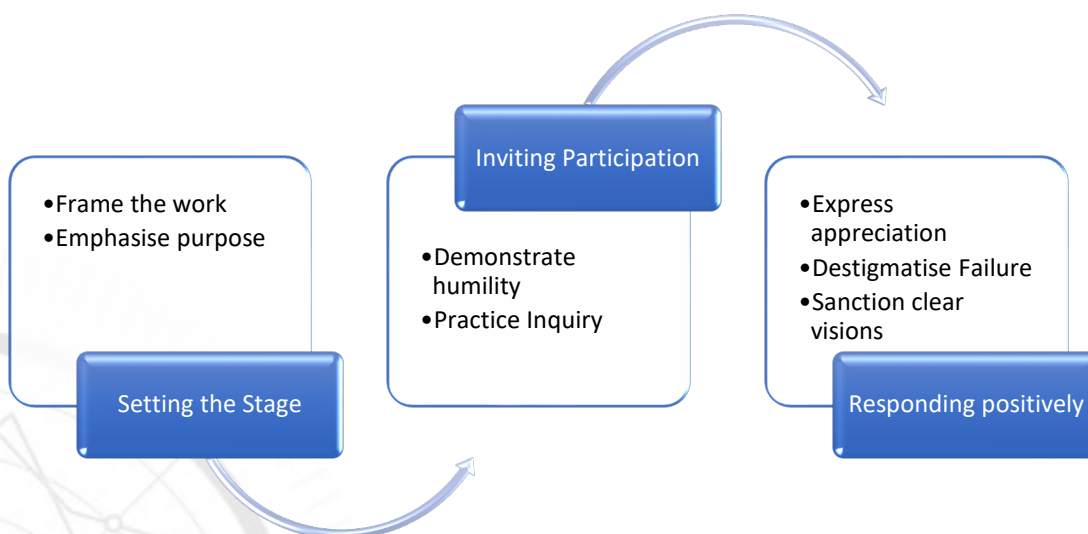 •Frame the work
•Emphasise purpose
Setting the Stage
Inviting Participation
•Demonstrate
humility
•Practice Inquiry
•Express
appreciation
•Destigmatise Failure
•Sanction clear
visions
Responding positively